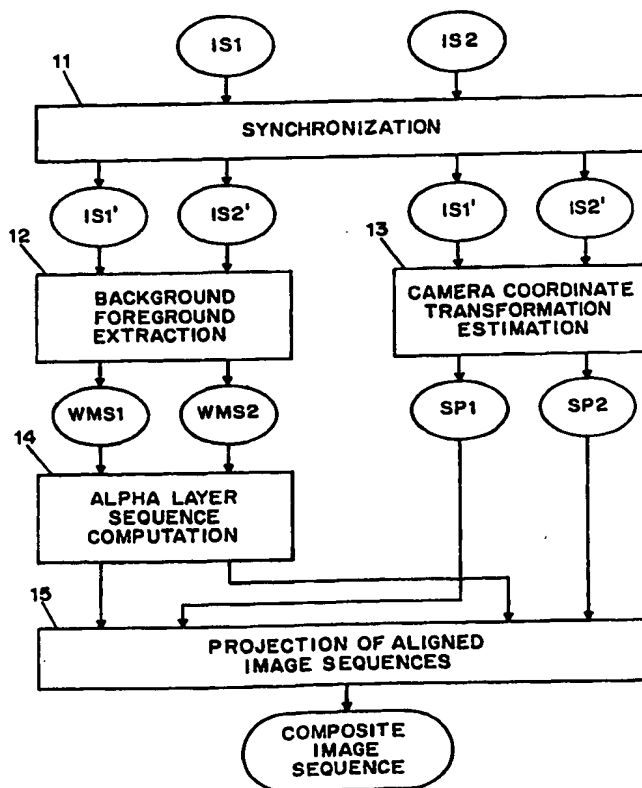 IS1
IS2
11
SYNCHRONIZATION
IS1'
IS2'
IS1'
IS2'
12
13
BACKGROUND
FOREGROUND
EXTRACTION
CAMERA COORDINATE
TRANSFORMATION
ESTIMATION
WMS1
WMS2
SP1
SP2
14
ALPHA LAYER
SEQUENCE
COMPUTATION
15
PROJECTION OF ALIGNED
IMAGE SEQUENCES
COMPOSITE
IMAGE
SEQUENCE